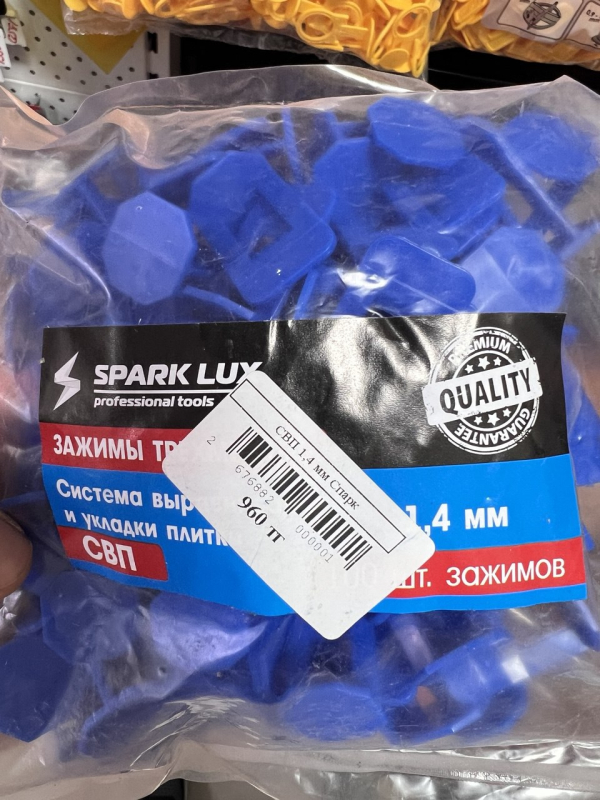 SPARK LUX
professional tools
PREMIUM
QUALITY
GUARANTEE
ЗАЖИМЫ
Система
и укладки
1,4 мм
СВП
шт. зажимов
СВП 1,4 мм Спарк
2 676882 000001
960 тг